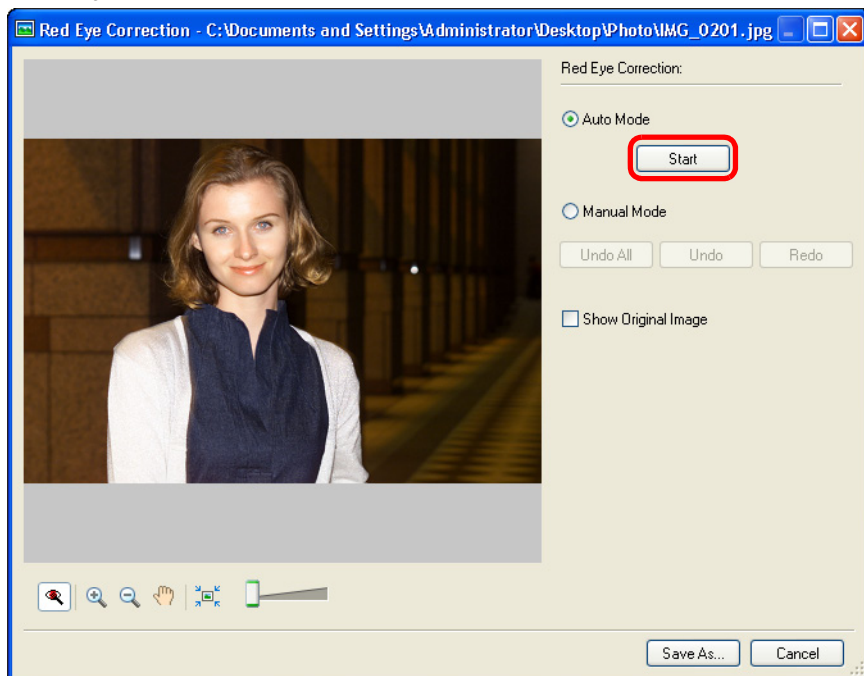 Red Eye Correction - C:\Documents and Settings\Administrator\Desktop\Photo\IMG_0201.jpg
Red Eye Correction:
Auto Mode
Start
Manual Mode
Undo All Undo Redo
Show Original Image
Save As... Cancel